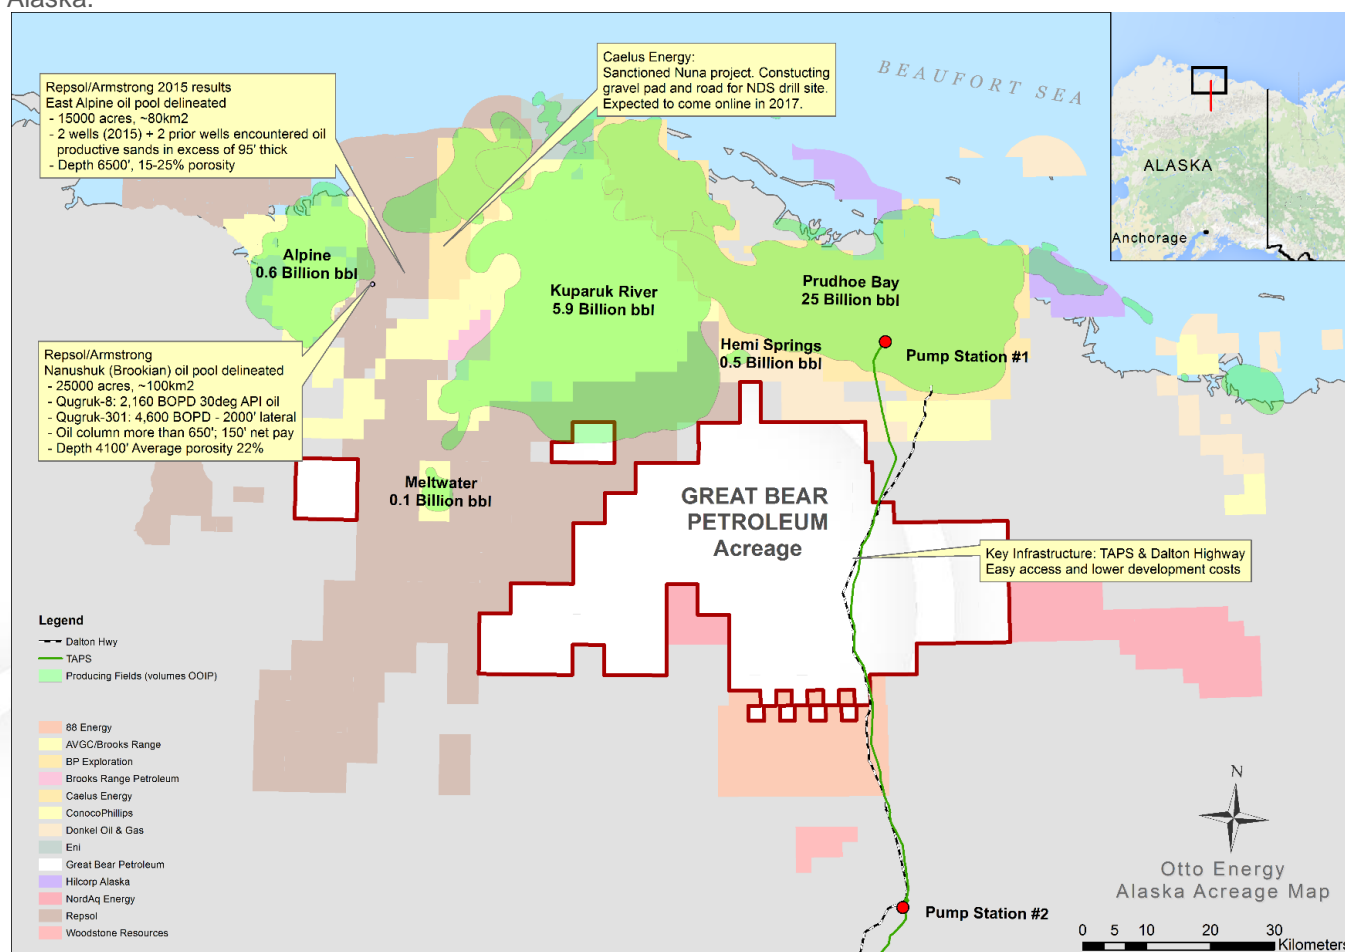 Alaska.
Repsol/Armstrong 2015 results
East Alpine oil pool delineated
- 15000 acres, ~80km2
- 2 wells (2015) + 2 prior wells encountered oil
productive sands in excess of 95' thick
- Depth 6500', 15-25% porosity
Caelus Energy:
Sanctioned Nuna project. Constucting
gravel pad and road for NDS drill site.
Expected to come online in 2017.
BEAUFORT SEA
ALASKA
Anchorage
Alpine
0.6 Billion bbl
Kuparuk River
5.9 Billion bbl
Prudhoe Bay
25 Billion bbl
Hemi Springs
0.5 Billion bbl
Pump Station #1
Repsol/Armstrong
Nanushuk (Brookian) oil pool delineated
- 25000 acres, ~100km2
- Qugruk-8: 2,160 BOPD 30deg API oil
- Qugruk-301: 4,600 BOPD - 2000' lateral
- Oil column more than 650'; 150' net pay
- Depth 4100' Average porosity 22%
Meltwater
0.1 Billion bbl
GREAT BEAR
PETROLEUM
Acreage
Key Infrastructure: TAPS & Dalton Highway
Easy access and lower development costs
Legend
Dalton Hwy
TAPS
Producing Fields (volumes OOIP)
88 Energy
AVGC/Brooks Range
BP Exploration
Brooks Range Petroleum
Caelus Energy
ConocoPhillips
Donkel Oil & Gas
Eni
Great Bear Petroleum
Hilcorp Alaska
NordAq Energy
Repsol
Woodstone Resources
Pump Station #2
N
Otto Energy
Alaska Acreage Map
0 5 10 20 30
Kilometers